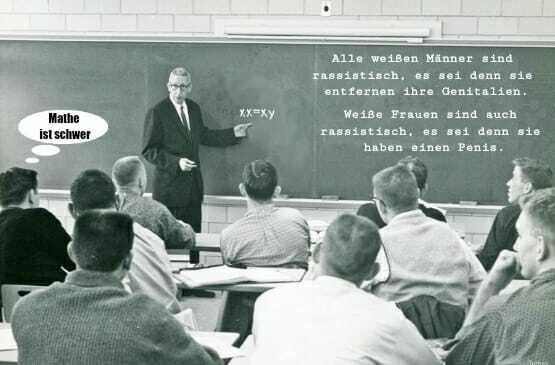 Alle weißen Männer sind
rassistisch, es sei denn sie
entfernen ihre Genitalien.
Weiße Frauen sind auch
rassistisch, es sei denn sie
haben einen Penis.
xx=xy
Mathe
ist schwer